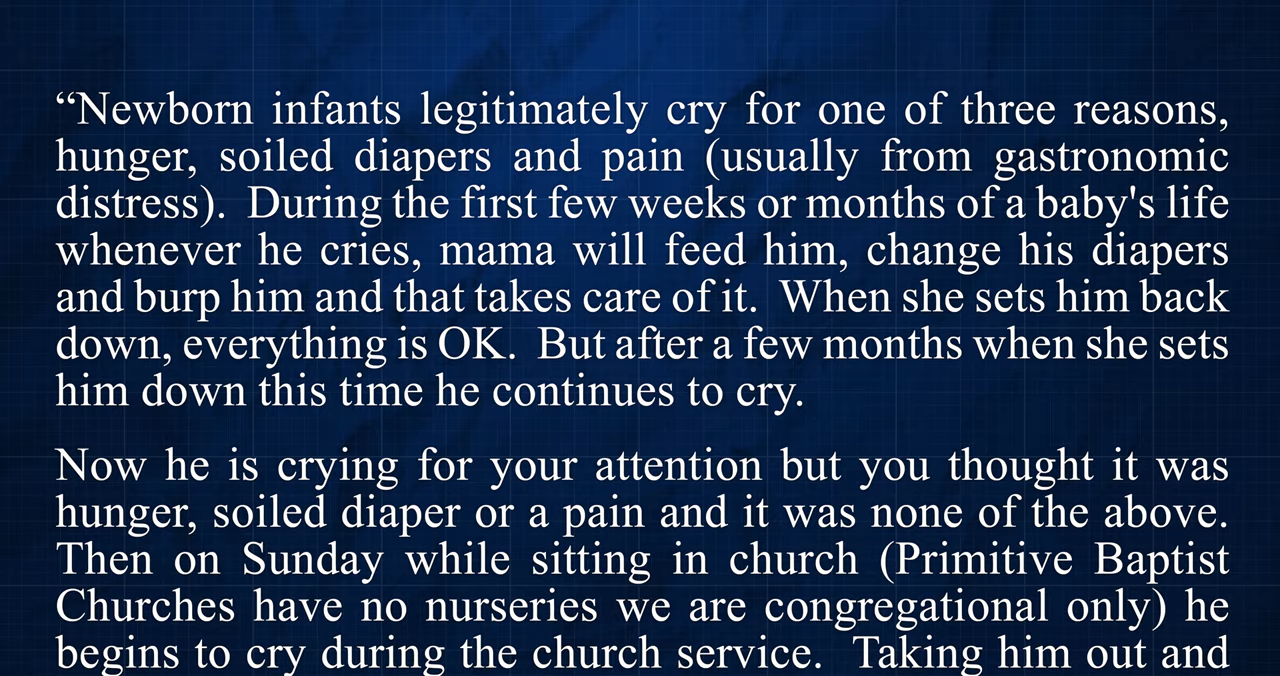 “Newborn infants legitimately cry for one of three reasons,
hunger, soiled diapers and pain (usually from gastronomic
distress).  During the first few weeks or months of a baby's life
whenever he cries, mama will feed him, change his diapers
and burp him and that takes care of it.  When she sets him back
down, everything is OK.  But after a few months when she sets
him down this time he continues to cry.
Now he is crying for your attention but you thought it was
hunger, soiled diaper or a pain and it was none of the above.
Then on Sunday while sitting in church (Primitive Baptist
Churches have no nurseries we are congregational only) he
begins to cry during the church service.  Taking him out and